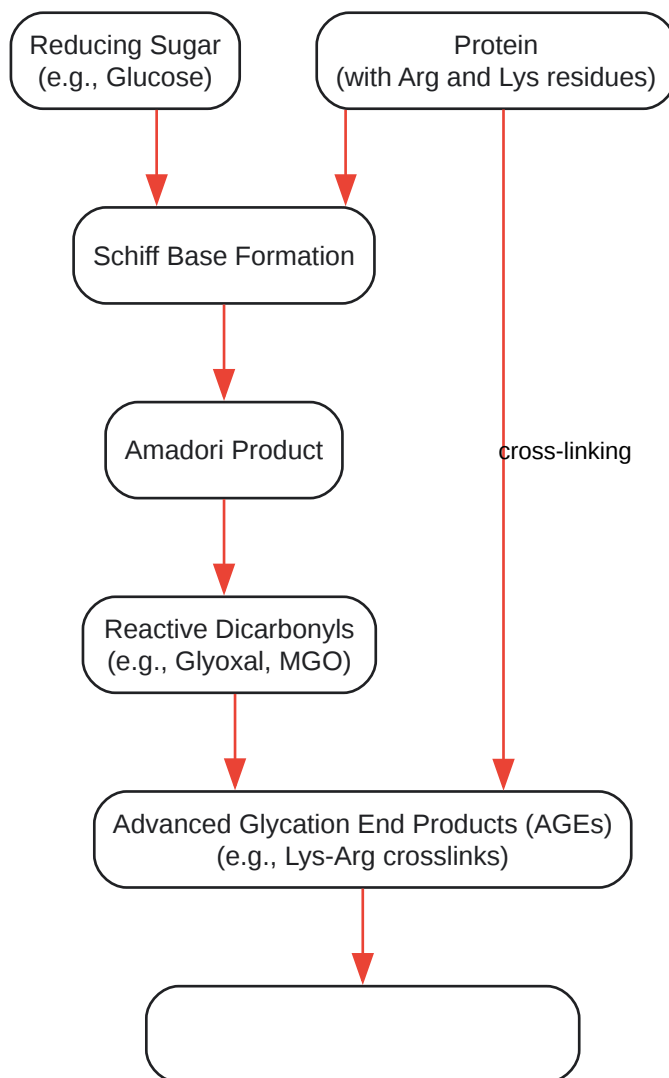 Reducing Sugar
(e.g., Glucose)
Protein
(with Arg and Lys residues)
Schiff Base Formation
Amadori Product
cross-linking
Reactive Dicarbonyls
(e.g., Glyoxal, MGO)
Advanced Glycation End Products (AGEs)
(e.g., Lys-Arg crosslinks)